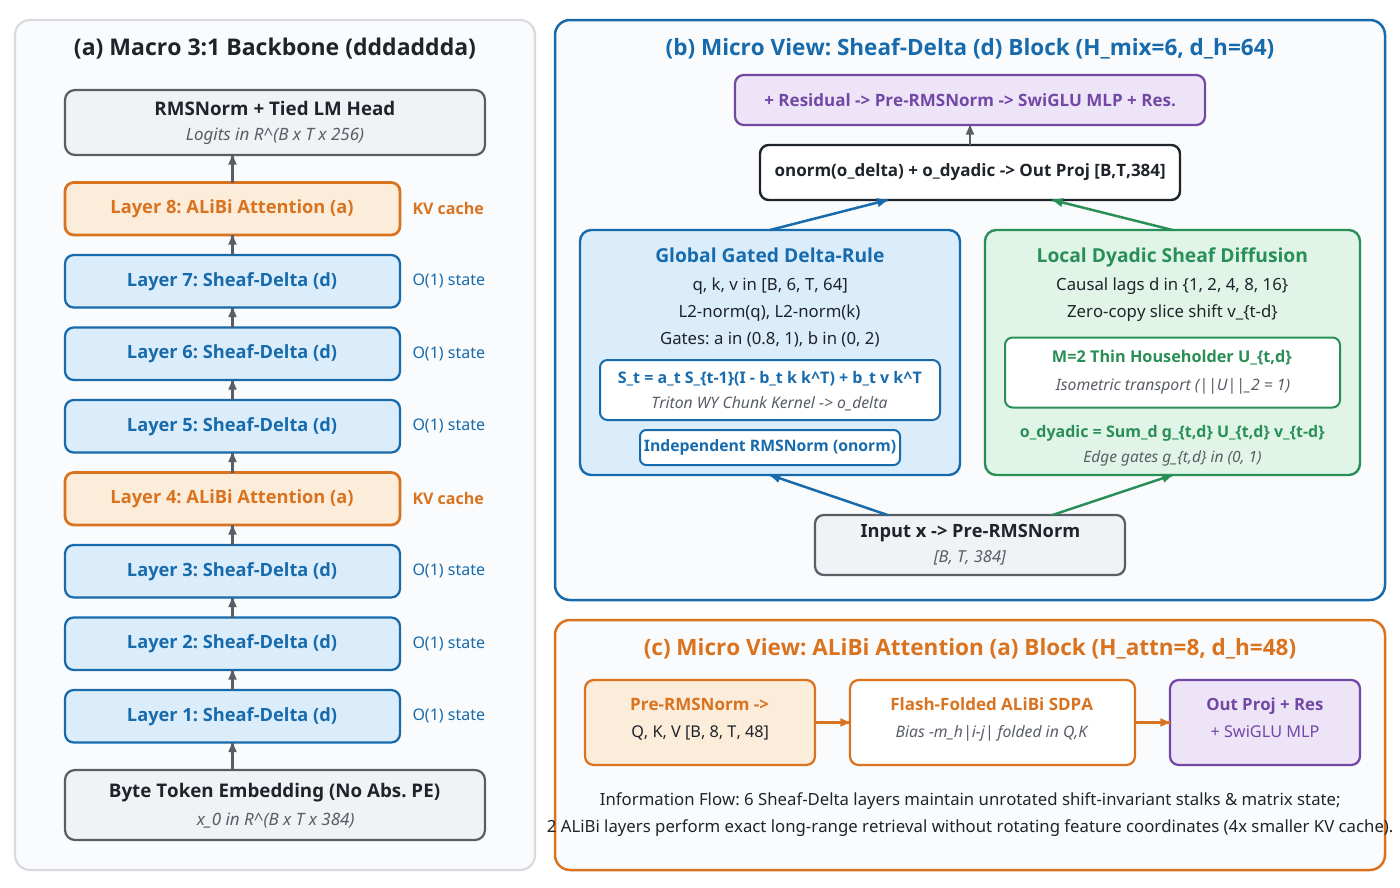 (a) Macro 3:1 Backbone (dddaddda)
RMSNorm + Tied LM Head
Logits in R^(B x T x 256)
Layer 8: ALiBi Attention (a)
KV cache
Layer 7: Sheaf-Delta (d)
O(1) state
Layer 6: Sheaf-Delta (d)
O(1) state
Layer 5: Sheaf-Delta (d)
O(1) state
Layer 4: ALiBi Attention (a)
KV cache
Layer 3: Sheaf-Delta (d)
O(1) state
Layer 2: Sheaf-Delta (d)
O(1) state
Layer 1: Sheaf-Delta (d)
O(1) state
Byte Token Embedding (No Abs. PE)
x_0 in R^(B x T x 384)
(b) Micro View: Sheaf-Delta (d) Block (H_mix=6, d_h=64)
+ Residual -> Pre-RMSNorm -> SwiGLU MLP + Res.
onorm(o_delta) + o_dyadic -> Out Proj [B,T,384]
Global Gated Delta-Rule
q, k, v in [B, 6, T, 64]
L2-norm(q), L2-norm(k)
Gates: a in (0.8, 1), b in (0, 2)
S_t = a_t S_{t-1}(I - b_t k k^T) + b_t v k^T
Triton WY Chunk Kernel -> o_delta
Independent RMSNorm (onorm)
Local Dyadic Sheaf Diffusion
Causal lags d in {1, 2, 4, 8, 16}
Zero-copy slice shift v_{t-d}
M=2 Thin Householder U_{t,d}
Isometric transport (||U||_2 = 1)
o_dyadic = Sum_d g_{t,d} U_{t,d} v_{t-d}
Edge gates g_{t,d} in (0, 1)
Input x -> Pre-RMSNorm
[B, T, 384]
(c) Micro View: ALiBi Attention (a) Block (H_attn=8, d_h=48)
Pre-RMSNorm ->
Q, K, V [B, 8, T, 48]
Flash-Folded ALiBi SDPA
Bias -m_h|i-j| folded in Q,K
Out Proj + Res
+ SwiGLU MLP
Information Flow: 6 Sheaf-Delta layers maintain unrotated shift-invariant stalks & matrix state;
2 ALiBi layers perform exact long-range retrieval without rotating feature coordinates (4x smaller KV cache).